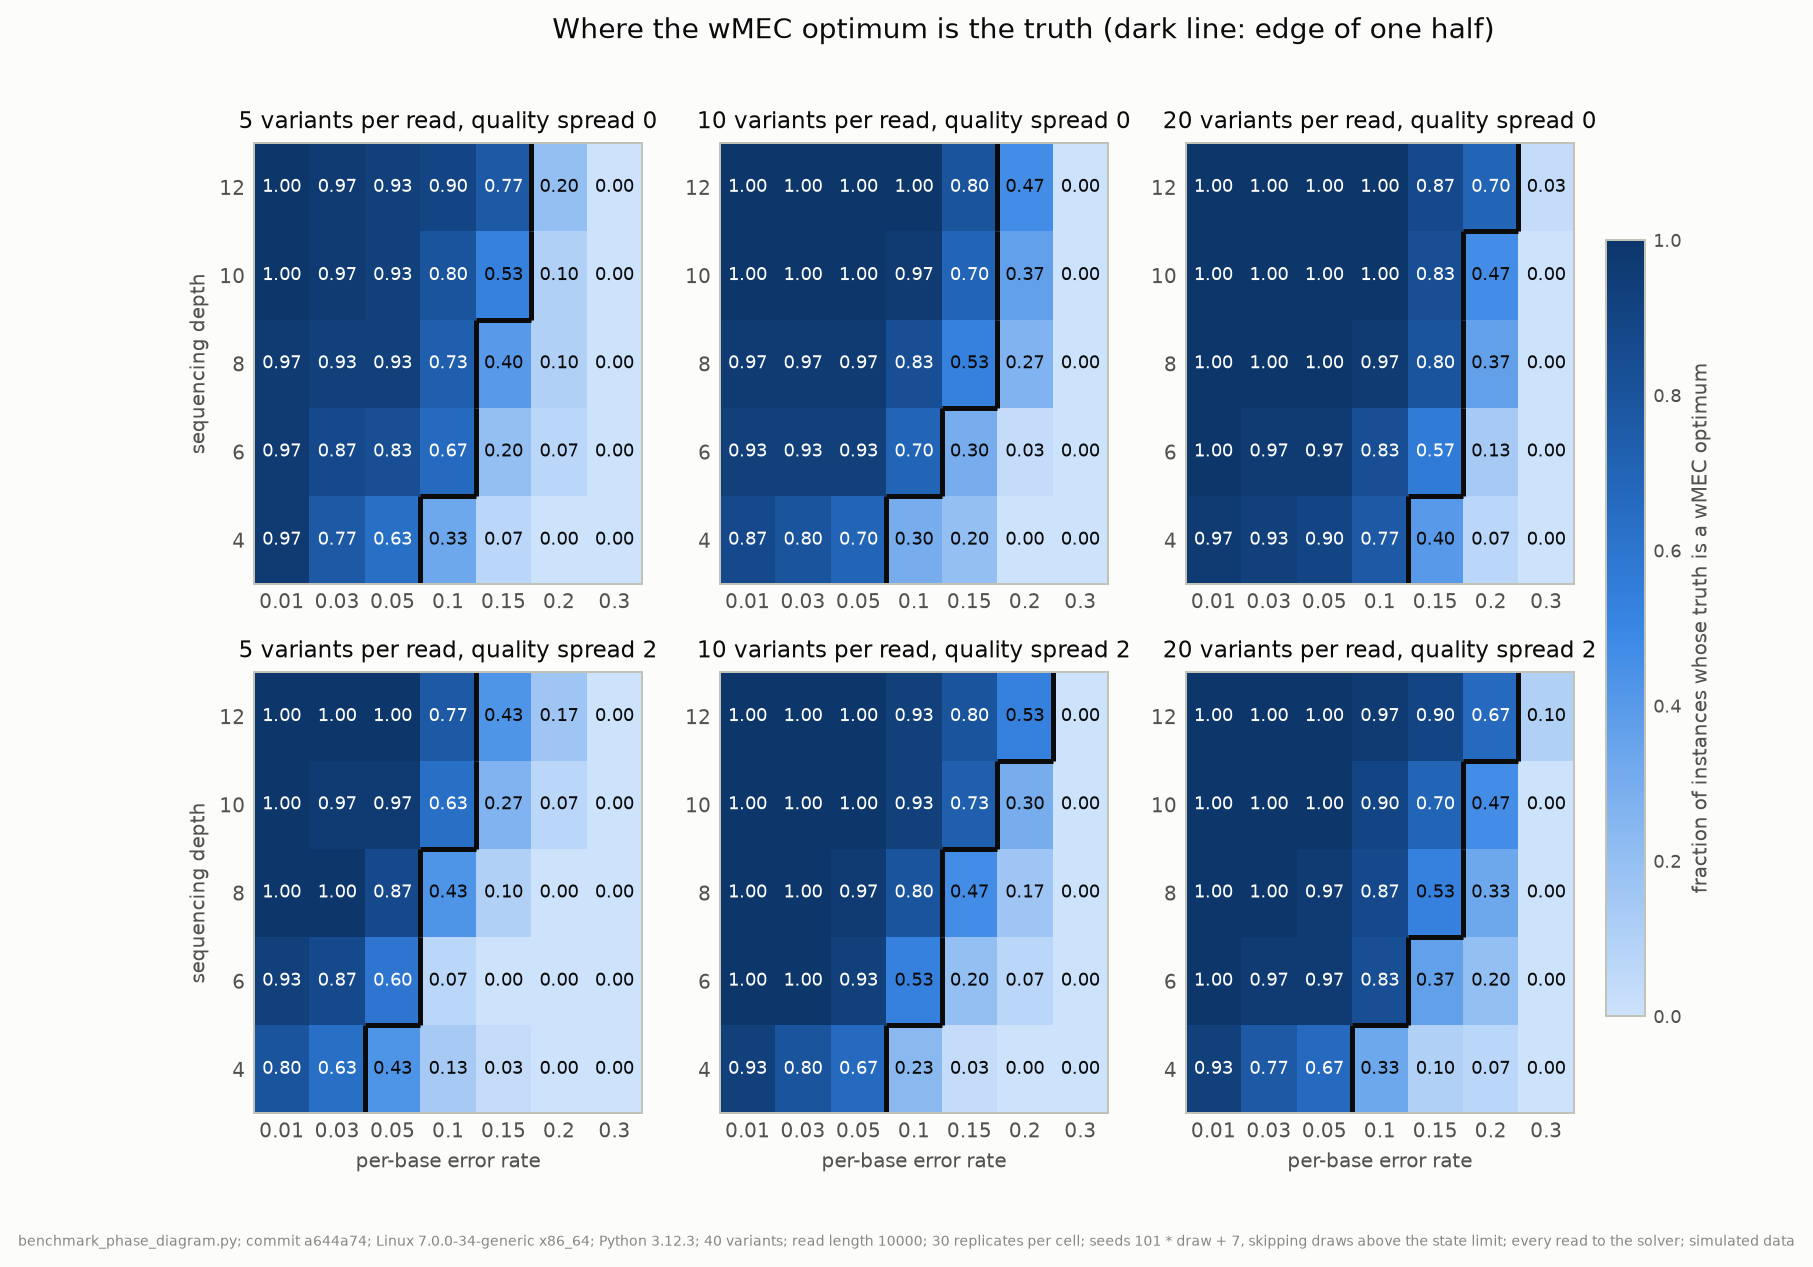 Where the wMEC optimum is the truth (dark line: edge of one half)
5 variants per read, quality spread 0
10 variants per read, quality spread 0
20 variants per read, quality spread 0
sequencing depth
12 1.00 0.97 0.93 0.90 0.77 0.20 0.00
10 1.00 0.97 0.93 0.80 0.53 0.10 0.00
8 0.97 0.93 0.93 0.73 0.40 0.10 0.00
6 0.97 0.87 0.83 0.67 0.20 0.07 0.00
4 0.97 0.77 0.63 0.33 0.07 0.00 0.00
0.01 0.03 0.05 0.1 0.15 0.2 0.3
12 1.00 1.00 1.00 1.00 0.80 0.47 0.00
10 1.00 1.00 1.00 0.97 0.70 0.37 0.00
8 0.97 0.97 0.97 0.83 0.53 0.27 0.00
6 0.93 0.93 0.93 0.70 0.30 0.03 0.00
4 0.87 0.80 0.70 0.30 0.20 0.00 0.00
0.01 0.03 0.05 0.1 0.15 0.2 0.3
12 1.00 1.00 1.00 1.00 0.87 0.70 0.03
10 1.00 1.00 1.00 1.00 0.83 0.47 0.00
8 1.00 1.00 1.00 0.97 0.80 0.37 0.00
6 1.00 0.97 0.97 0.83 0.57 0.13 0.00
4 0.97 0.93 0.90 0.77 0.40 0.07 0.00
0.01 0.03 0.05 0.1 0.15 0.2 0.3
5 variants per read, quality spread 2
10 variants per read, quality spread 2
20 variants per read, quality spread 2
sequencing depth
12 1.00 1.00 1.00 0.77 0.43 0.17 0.00
10 1.00 0.97 0.97 0.63 0.27 0.07 0.00
8 1.00 1.00 0.87 0.43 0.10 0.00 0.00
6 0.93 0.87 0.60 0.07 0.00 0.00 0.00
4 0.80 0.63 0.43 0.13 0.03 0.00 0.00
0.01 0.03 0.05 0.1 0.15 0.2 0.3
per-base error rate
12 1.00 1.00 1.00 0.93 0.80 0.53 0.00
10 1.00 1.00 1.00 0.93 0.73 0.30 0.00
8 1.00 1.00 0.97 0.80 0.47 0.17 0.00
6 1.00 1.00 0.93 0.53 0.20 0.07 0.00
4 0.93 0.80 0.67 0.23 0.03 0.00 0.00
0.01 0.03 0.05 0.1 0.15 0.2 0.3
per-base error rate
12 1.00 1.00 1.00 0.97 0.90 0.67 0.10
10 1.00 1.00 1.00 0.90 0.70 0.47 0.00
8 1.00 1.00 0.97 0.87 0.53 0.33 0.00
6 1.00 0.97 0.97 0.83 0.37 0.20 0.00
4 0.93 0.77 0.67 0.33 0.10 0.07 0.00
0.01 0.03 0.05 0.1 0.15 0.2 0.3
per-base error rate
1.0
0.8
0.6
0.4
0.2
0.0
fraction of instances whose truth is a wMEC optimum
benchmark_phase_diagram.py; commit a644a74; Linux 7.0.0-34-generic x86_64; Python 3.12.3; 40 variants; read length 10000; 30 replicates per cell; seeds 101 * draw + 7, skipping draws above the state limit; every read to the solver; simulated data